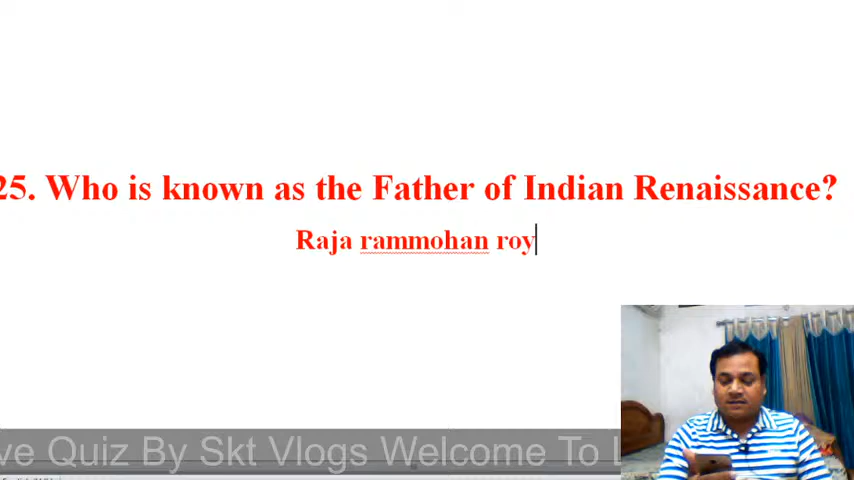 25. Who is known as the Father of Indian Renaissance?
Raja rammohan roy
ve Quiz By Skt Vlogs Welcome To L